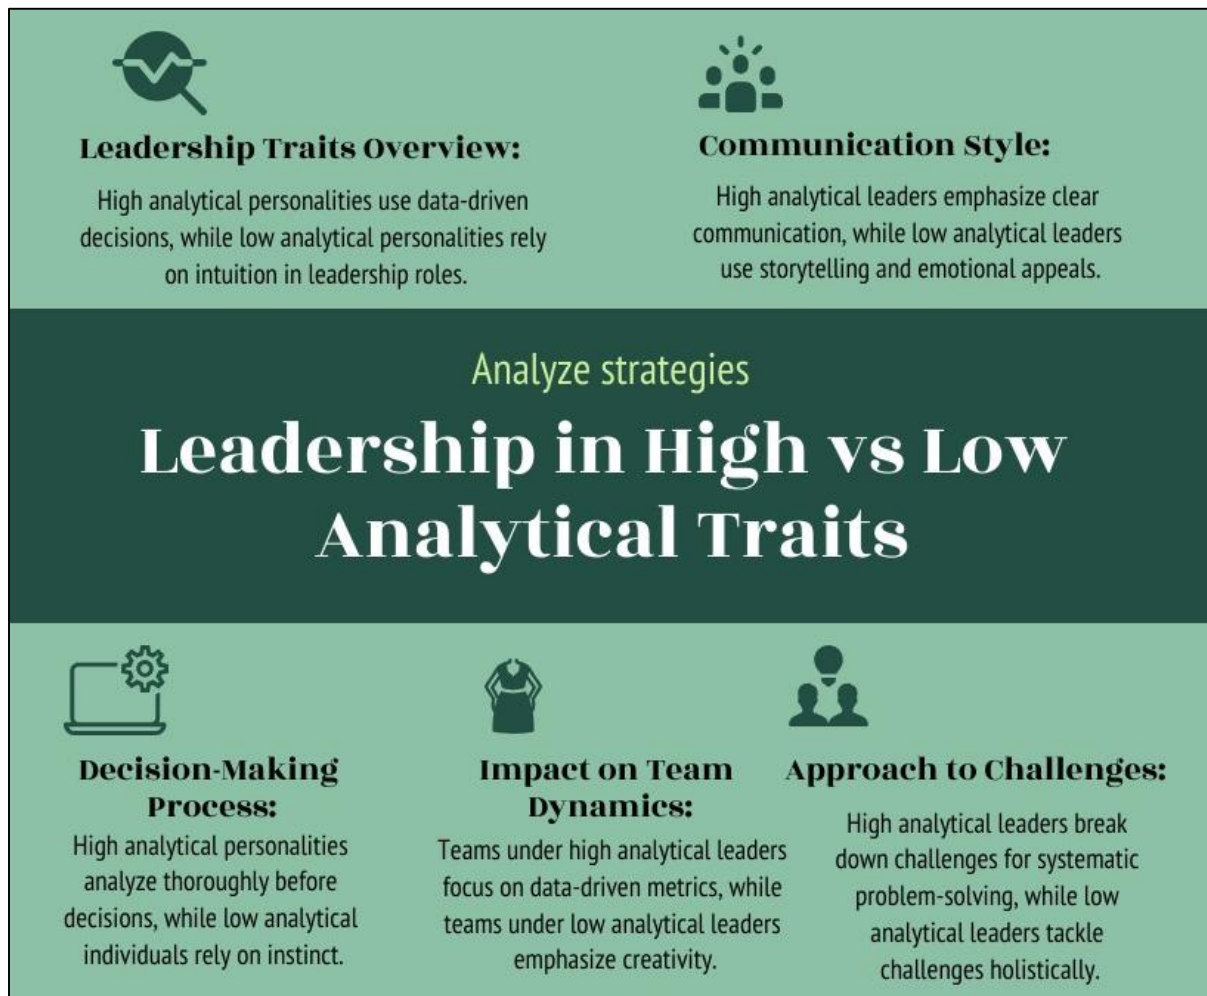 Leadership Traits Overview:
High analytical personalities use data-driven
decisions, while low analytical personalities rely
on intuition in leadership roles.
Communication Style:
High analytical leaders emphasize clear
communication, while low analytical leaders
use storytelling and emotional appeals.
Analyze strategies
Leadership in High vs Low
Analytical Traits
Decision-Making
Process:
High analytical personalities
analyze thoroughly before
decisions, while low analytical
individuals rely on instinct.
Impact on Team
Dynamics:
Teams under high analytical leaders
focus on data-driven metrics, while
teams under low analytical leaders
emphasize creativity.
Approach to Challenges:
High analytical leaders break
down challenges for systematic
problem-solving, while low
analytical leaders tackle
challenges holistically.